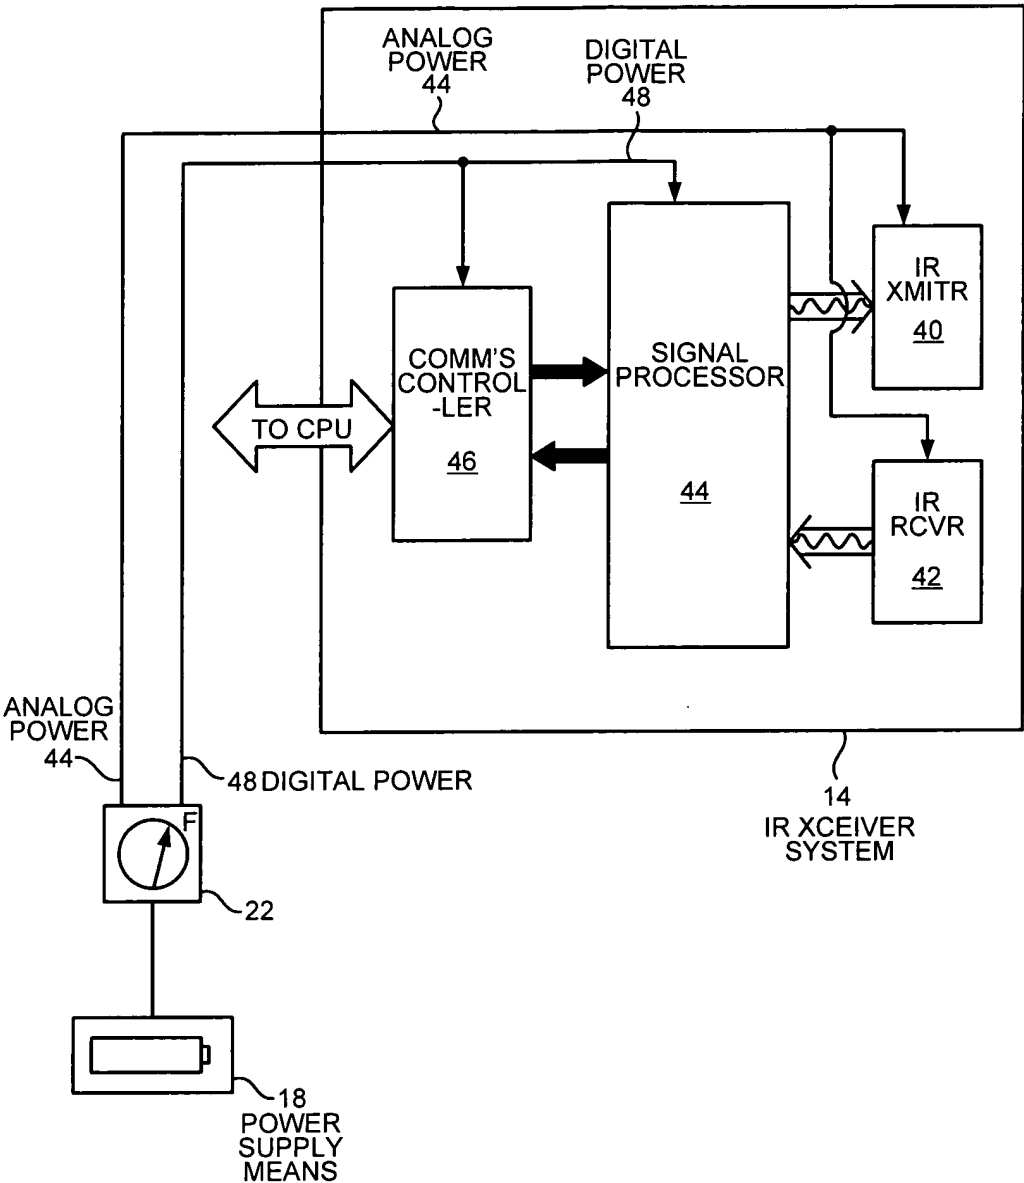 ANALOG
POWER
44
DIGITAL
POWER
48
IR
XMITR
40
COMM'S
CONTROL
-LER
46
SIGNAL
PROCESSOR
44
TO CPU
IR
RCVR
42
ANALOG
POWER
44
48 DIGITAL POWER
14
IR XCEIVER
SYSTEM
F
22
18
POWER
SUPPLY
MEANS